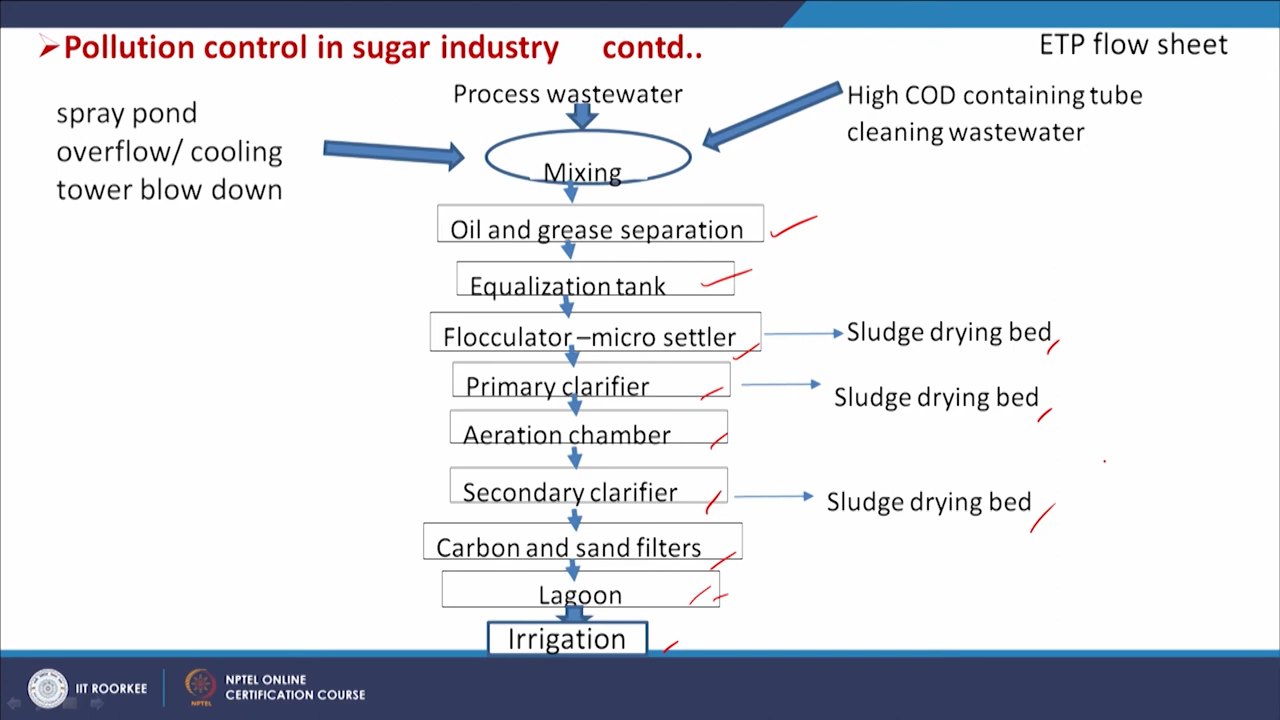 Pollution control in sugar industry contd..
ETP flow sheet
Process wastewater
spray pond
overflow/ cooling
tower blow down
High COD containing tube
cleaning wastewater
Mixing
Oil and grease separation
Equalization tank
Flocculator –micro settler
Sludge drying bed
Primary clarifier
Sludge drying bed
Aeration chamber
Secondary clarifier
Sludge drying bed
Carbon and sand filters
Lagoon
Irrigation
IIT ROORKEE
NPTEL
NPTEL ONLINE
CERTIFICATION COURSE